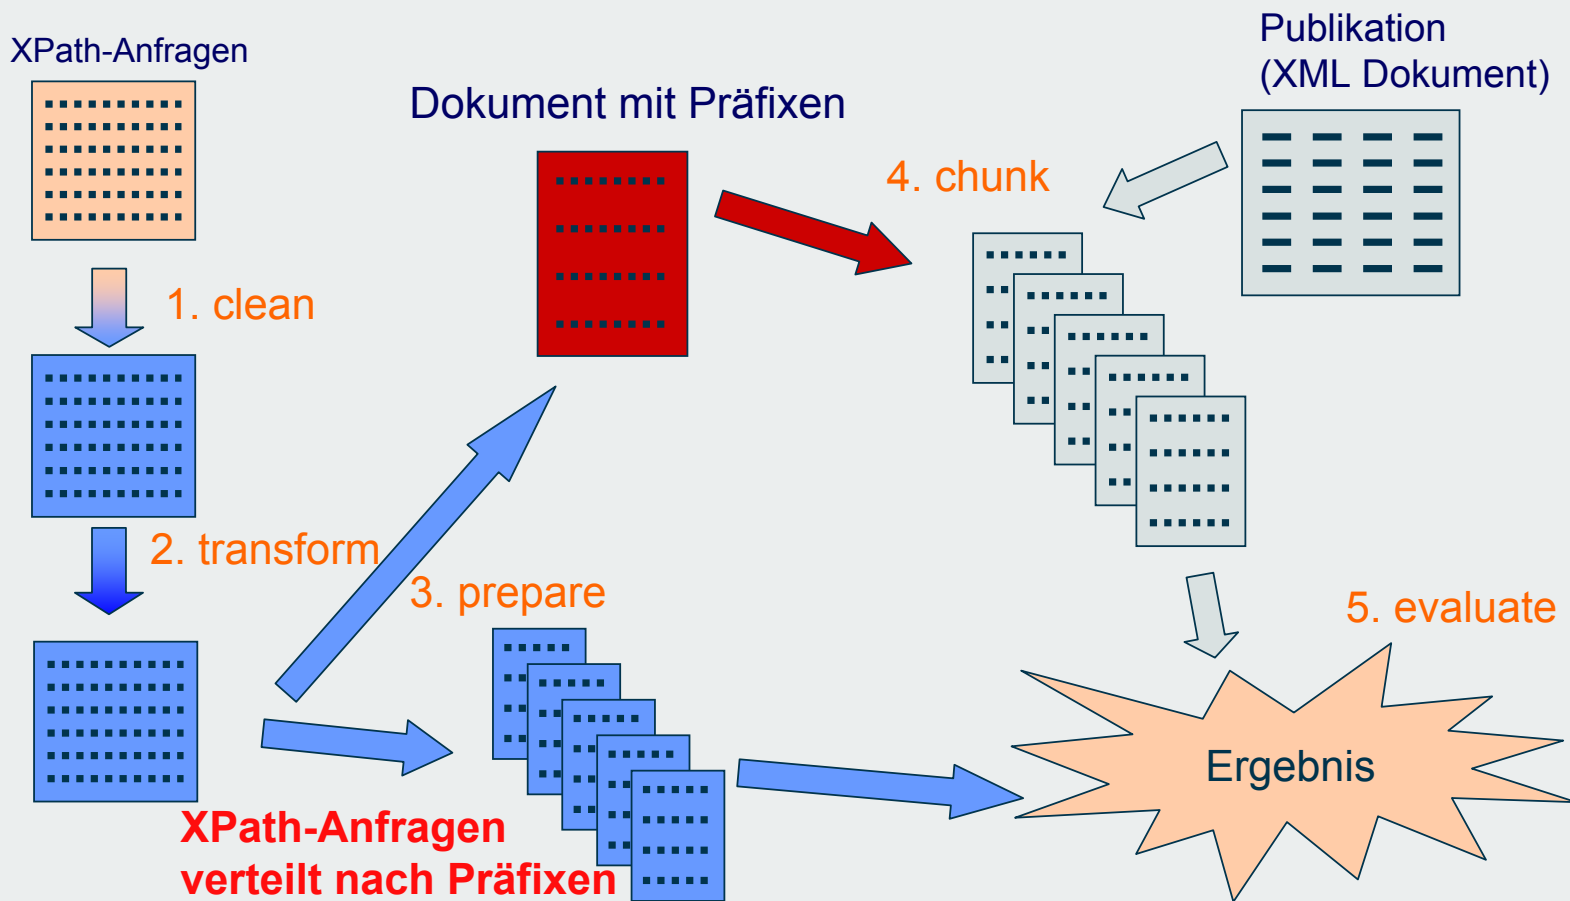 XPath-Anfragen
Publikation
(XML Dokument)
Dokument mit Präfixen
4. chunk
1. clean
2. transform
3. prepare
5. evaluate
Ergebnis
XPath-Anfragen
verteilt nach Präfixen